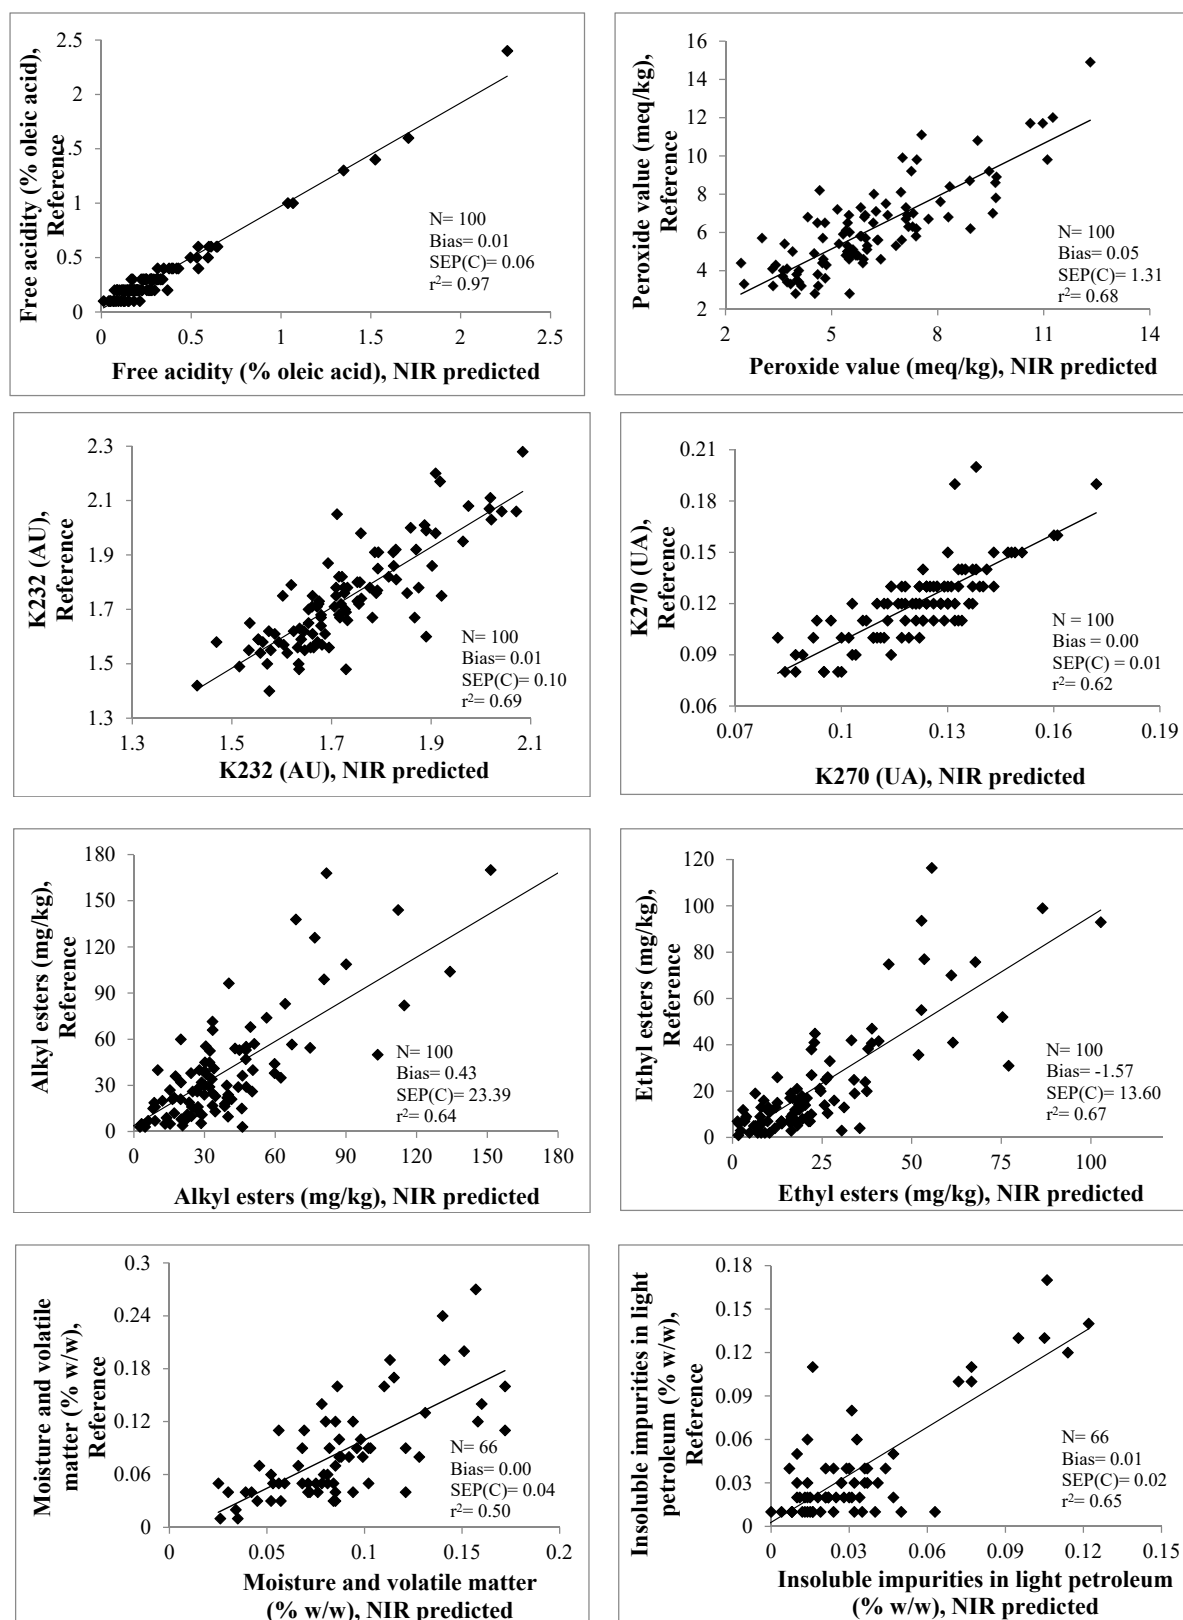 Free acidity (% oleic acid),
Reference
2.5
2
1.5
1
0.5
0
0
0.5
1
1.5
2
2.5
N= 100
Bias= 0.01
SEP(C)= 0.06
r²= 0.97
Free acidity (% oleic acid), NIR predicted
Peroxide value (meq/kg),
Reference
16
14
12
10
8
6
4
2
2
5
8
11
14
N= 100
Bias= 0.05
SEP(C)= 1.31
r²= 0.68
Peroxide value (meq/kg), NIR predicted
K232 (AU),
Reference
2.3
2.1
1.9
1.7
1.5
1.3
1.3
1.5
1.7
1.9
2.1
N= 100
Bias= 0.01
SEP(C)= 0.10
r²= 0.69
K232 (AU), NIR predicted
K270 (UA),
Reference
0.21
0.18
0.15
0.12
0.09
0.06
0.07
0.1
0.13
0.16
0.19
N= 100
Bias = 0.00
SEP(C) = 0.01
r²= 0.62
K270 (UA), NIR predicted
Alkyl esters (mg/kg),
Reference
180
150
120
90
60
30
0
0
30
60
90
120
150
180
N= 100
Bias= 0.43
SEP(C)= 23.39
r²= 0.64
Alkyl esters (mg/kg), NIR predicted
Ethyl esters (mg/kg),
Reference
120
100
80
60
40
20
0
0
25
50
75
100
N= 100
Bias= -1.57
SEP(C)= 13.60
r²= 0.67
Ethyl esters (mg/kg), NIR predicted
Moisture and volatile
matter (% w/w),
Reference
0.3
0.24
0.18
0.12
0.06
0
0
0.05
0.1
0.15
0.2
N= 66
Bias= 0.00
SEP(C)= 0.04
r²= 0.50
Moisture and volatile matter
(% w/w), NIR predicted
Insoluble impurities in light
petroleum (% w/w),
Reference
0.18
0.15
0.12
0.09
0.06
0.03
0
0
0.03
0.06
0.09
0.12
0.15
N= 66
Bias= 0.01
SEP(C)= 0.02
r²= 0.65
Insoluble impurities in light petroleum
(% w/w), NIR predicted